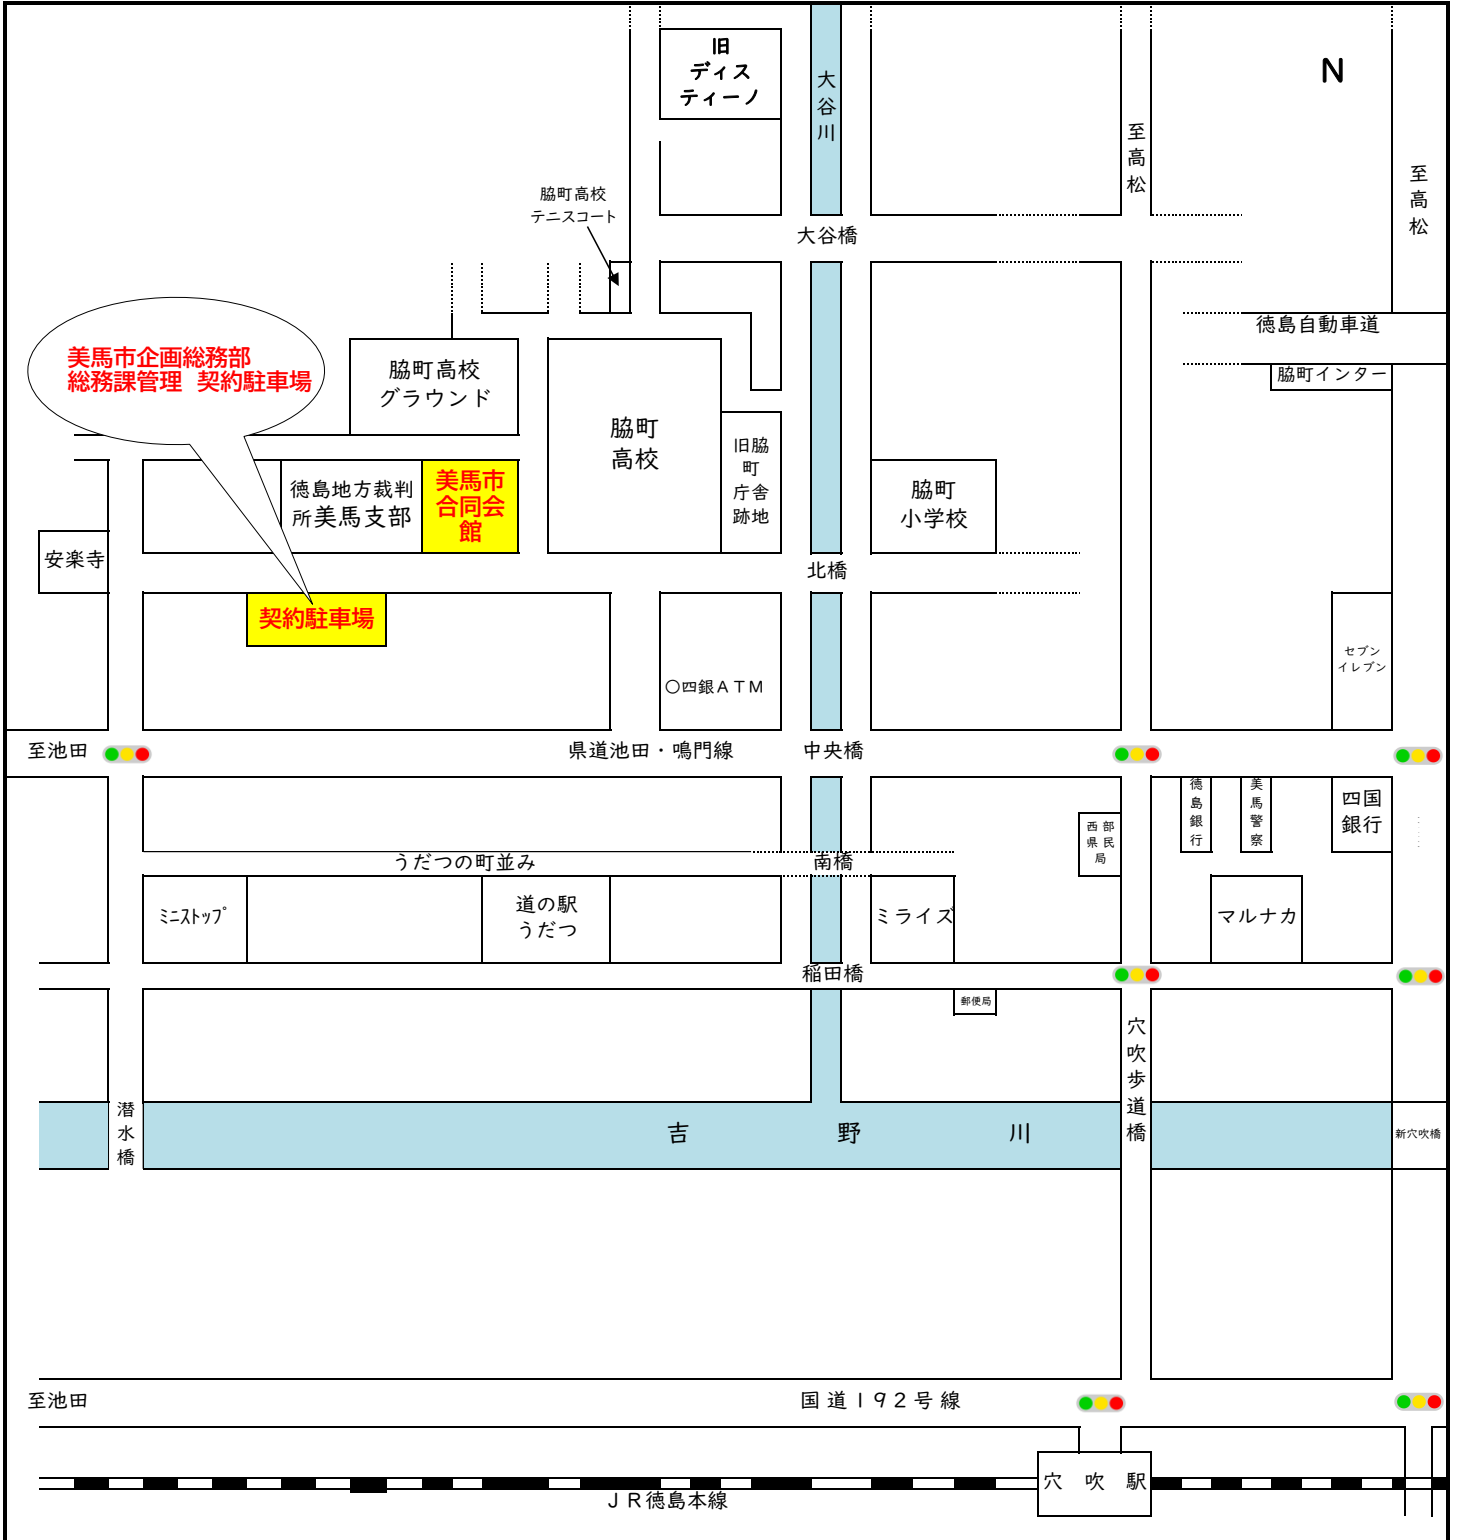 旧
ディス
ティーノ
大谷川
N
至高松
至高松
脇町高校
テニスコート
大谷橋
徳島自動車道
脇町インター
美馬市企画総務部
総務課管理 契約駐車場
脇町高校
グラウンド
脇町
高校
旧脇
町
庁舎
跡地
徳島地方裁判
所美馬支部
美馬市
合同会
館
脇町
小学校
安楽寺
北橋
契約駐車場
セブン
イレブン
〇四銀ATM
至池田
県道池田・鳴門線
中央橋
徳島銀行
美馬警察
四国
銀行
西部
県民
局
うだつの町並み
南橋
ミニストップ
道の駅
うだつ
ミライズ
マルナカ
稲田橋
郵便局
穴吹歩道橋
潜水橋
吉野川
新穴吹橋
至池田
国道192号線
穴吹駅
JR徳島本線